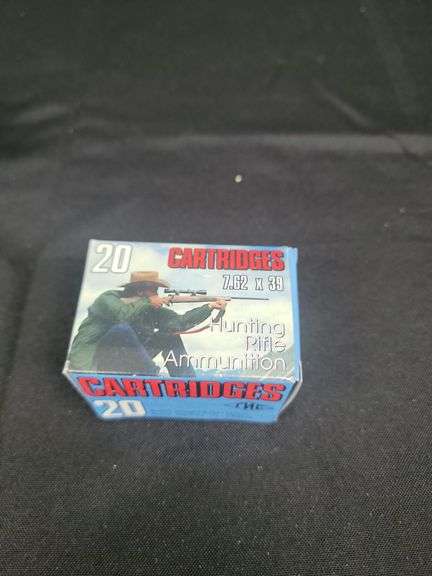 20 CARTRIDGES
7.62 x 39
Hunting
Rifle
Ammunition
CARTRIDGES
20